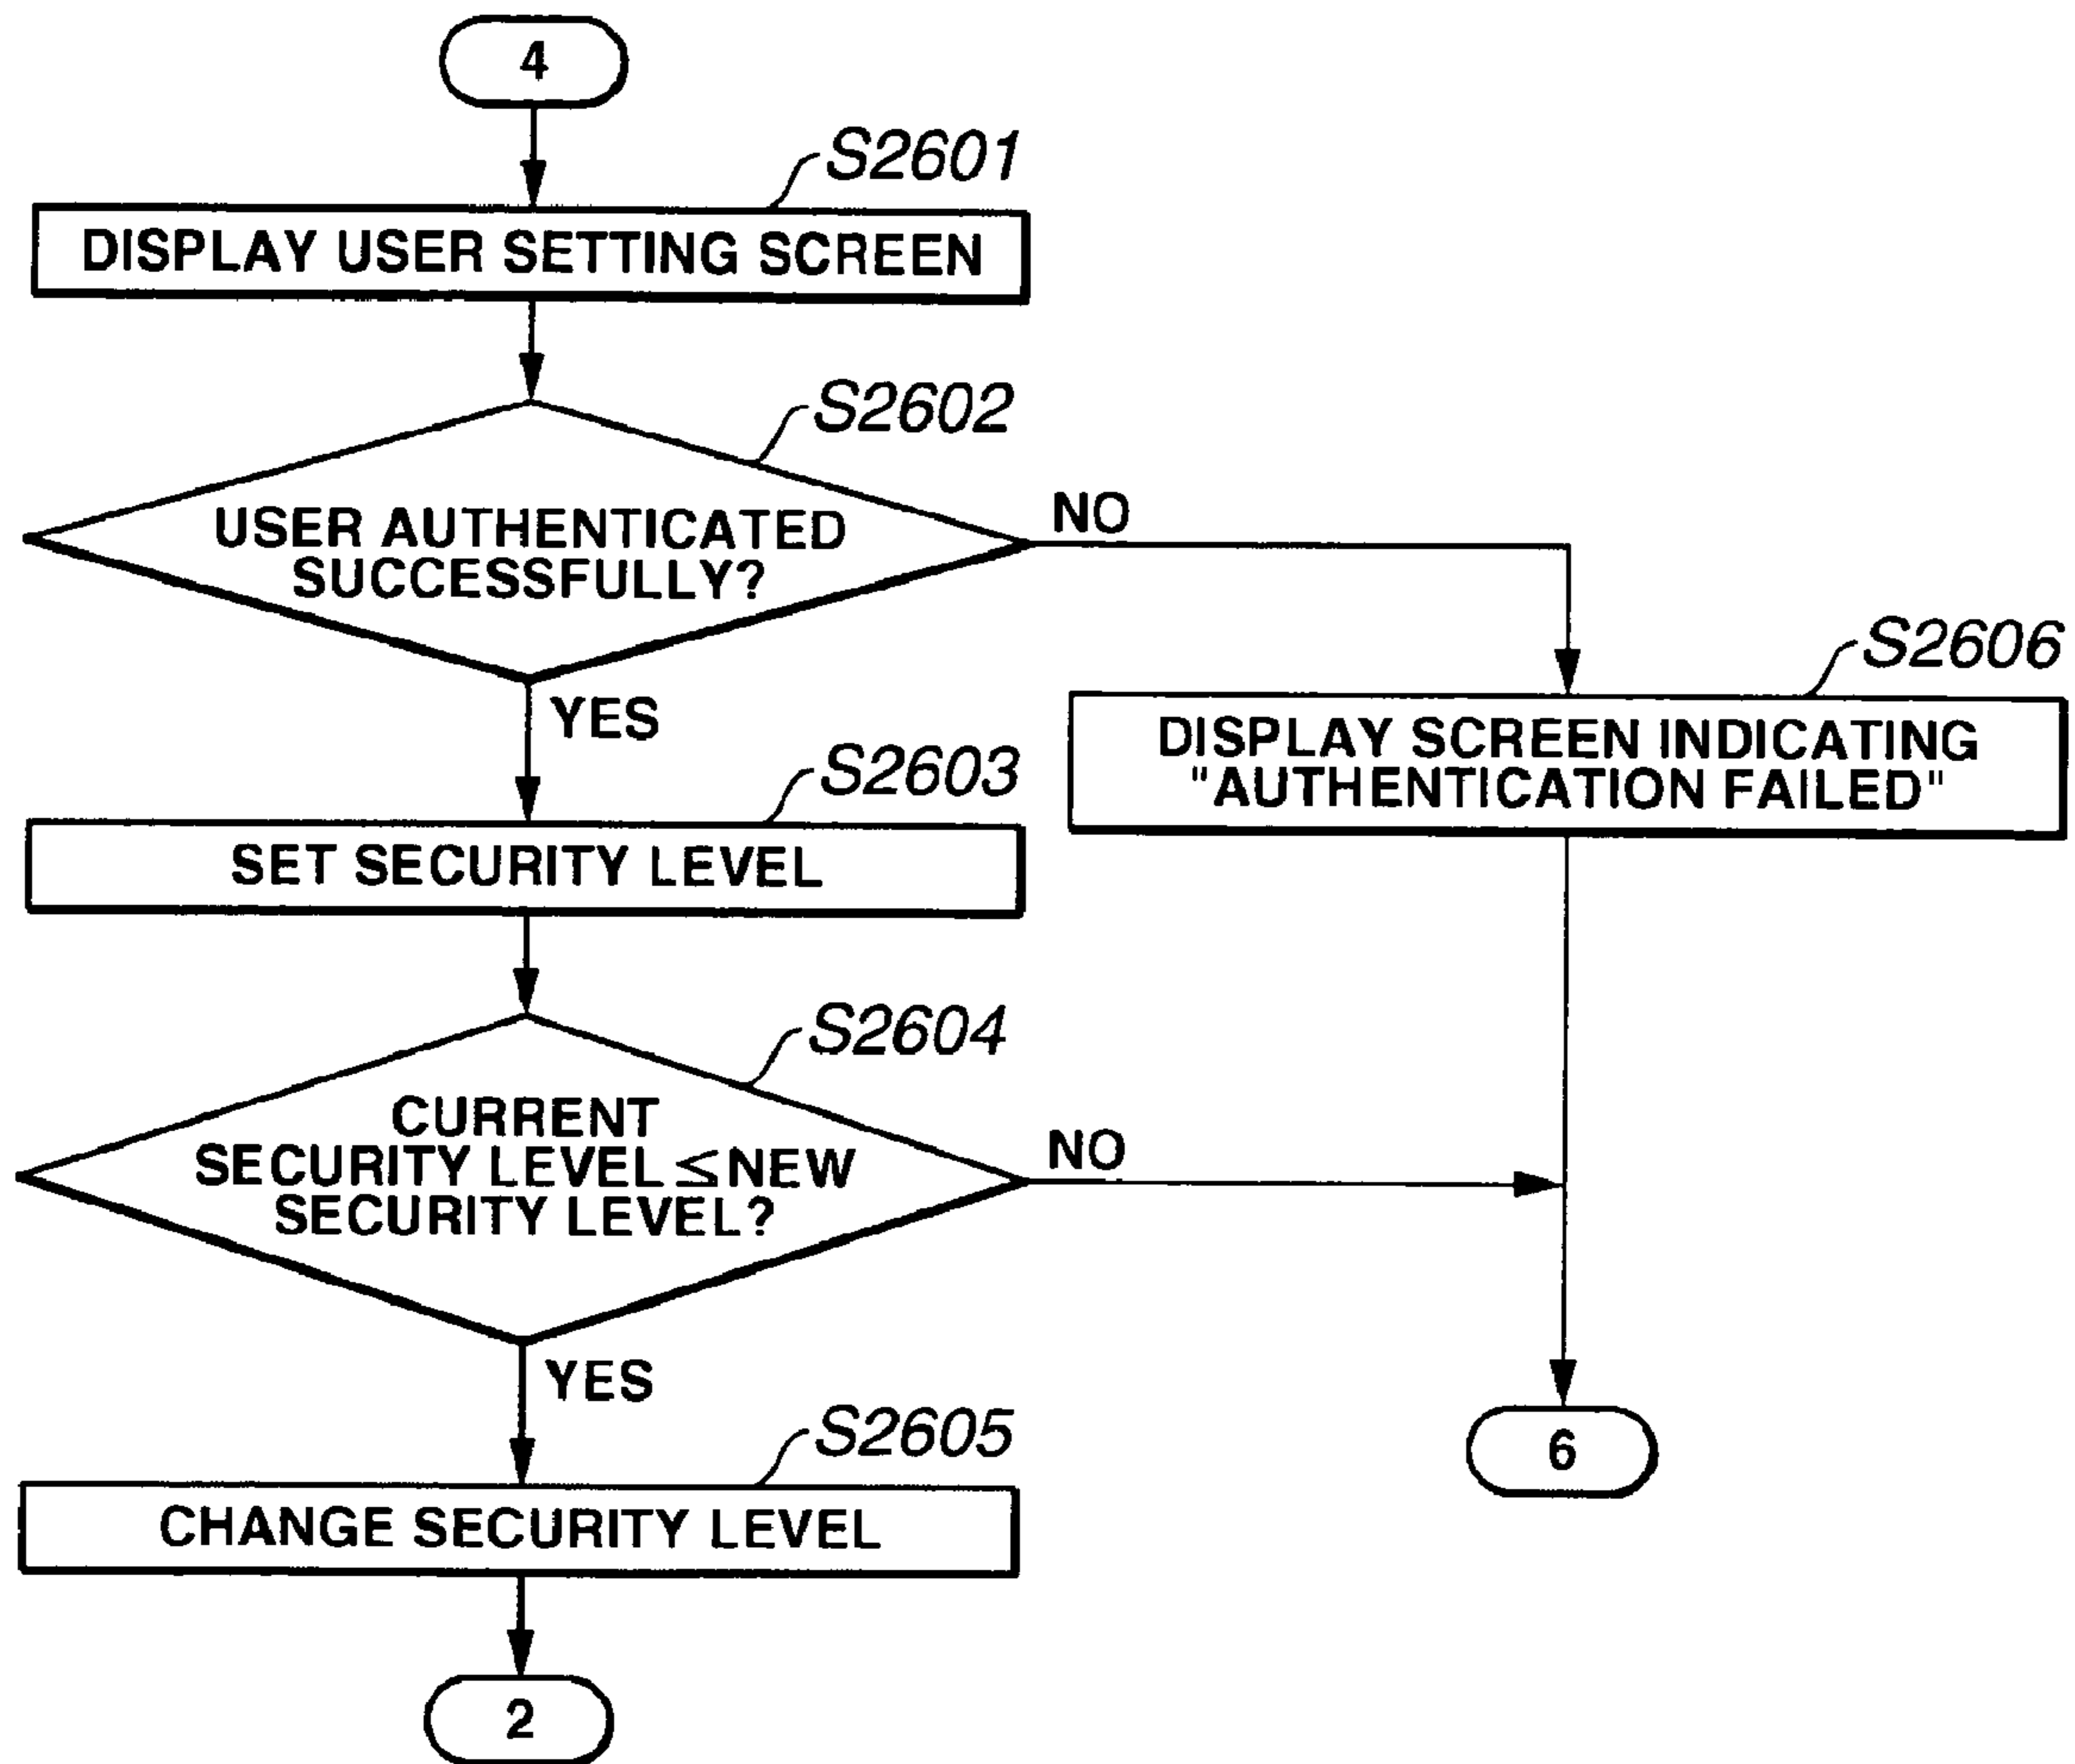 4
S2601
DISPLAY USER SETTING SCREEN
S2602
USER AUTHENTICATED
SUCCESSFULLY?
NO
YES
S2606
DISPLAY SCREEN INDICATING
"AUTHENTICATION FAILED"
S2603
SET SECURITY LEVEL
S2604
CURRENT
SECURITY LEVEL ≤ NEW
SECURITY LEVEL?
NO
YES
6
S2605
CHANGE SECURITY LEVEL
2